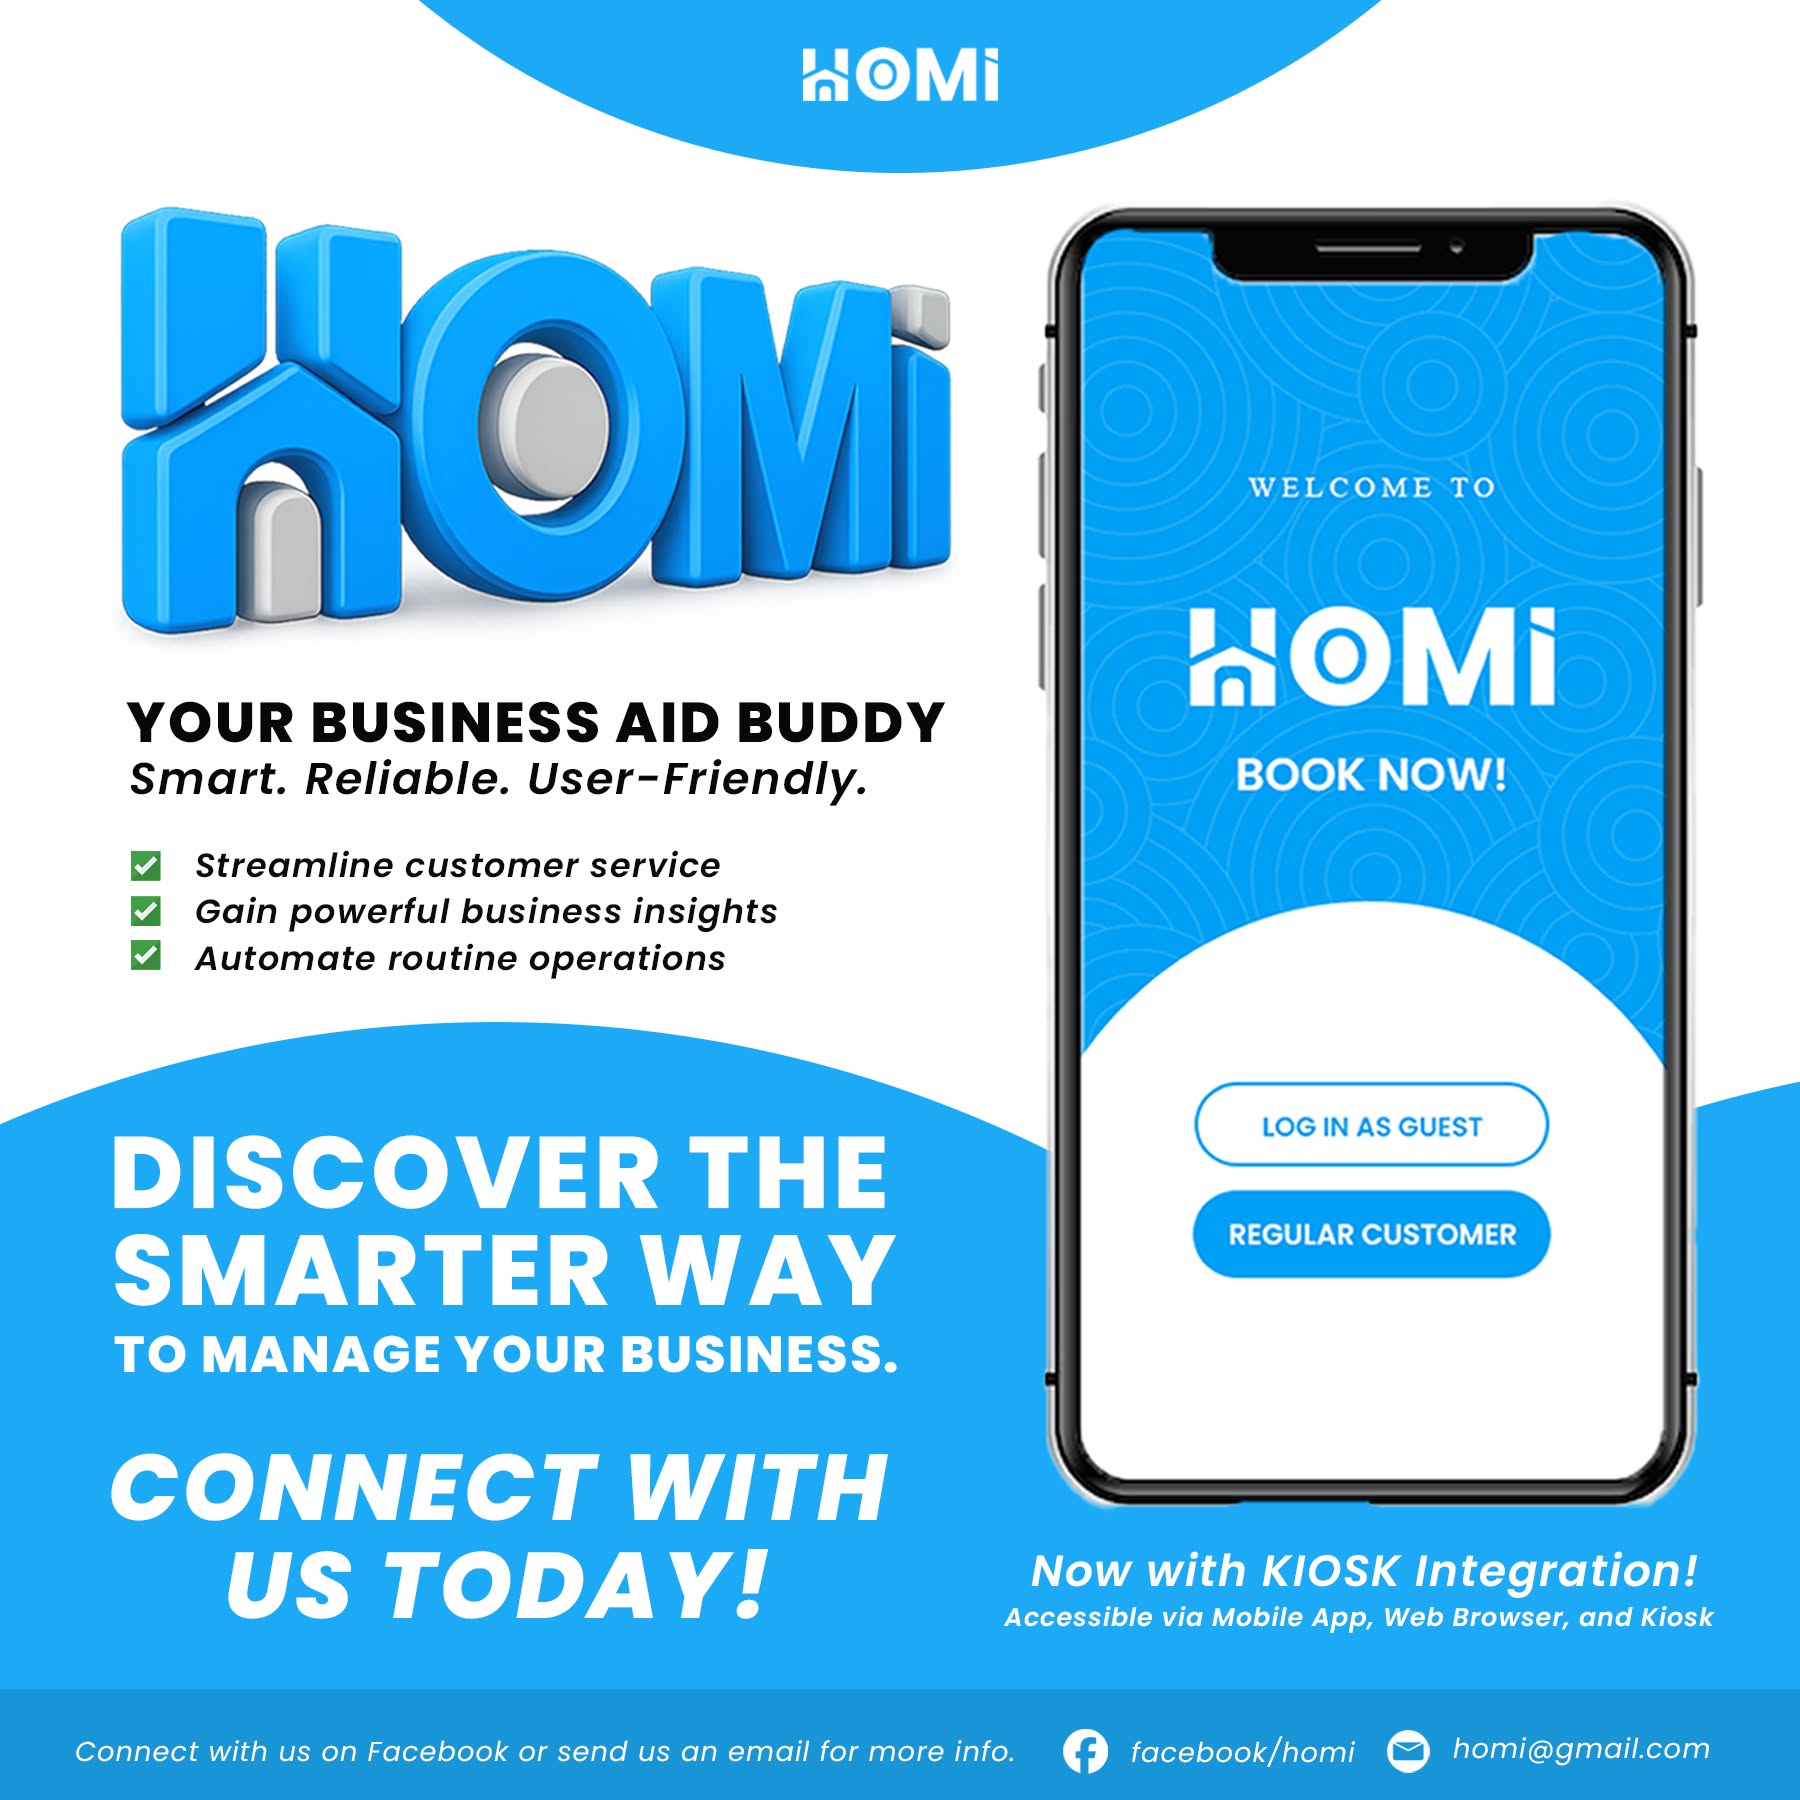 HOMi
HOMi
YOUR BUSINESS AID BUDDY
Smart. Reliable. User-Friendly.
Streamline customer service
Gain powerful business insights
Automate routine operations
DISCOVER THE
SMARTER WAY
TO MANAGE YOUR BUSINESS.
CONNECT WITH
US TODAY!
WELCOME TO
HOMi
BOOK NOW!
LOG IN AS GUEST
REGULAR CUSTOMER
Now with KIOSK Integration!
Accessible via Mobile App, Web Browser, and Kiosk
Connect with us on Facebook or send us an email for more info.
facebook/homi
homi@gmail.com